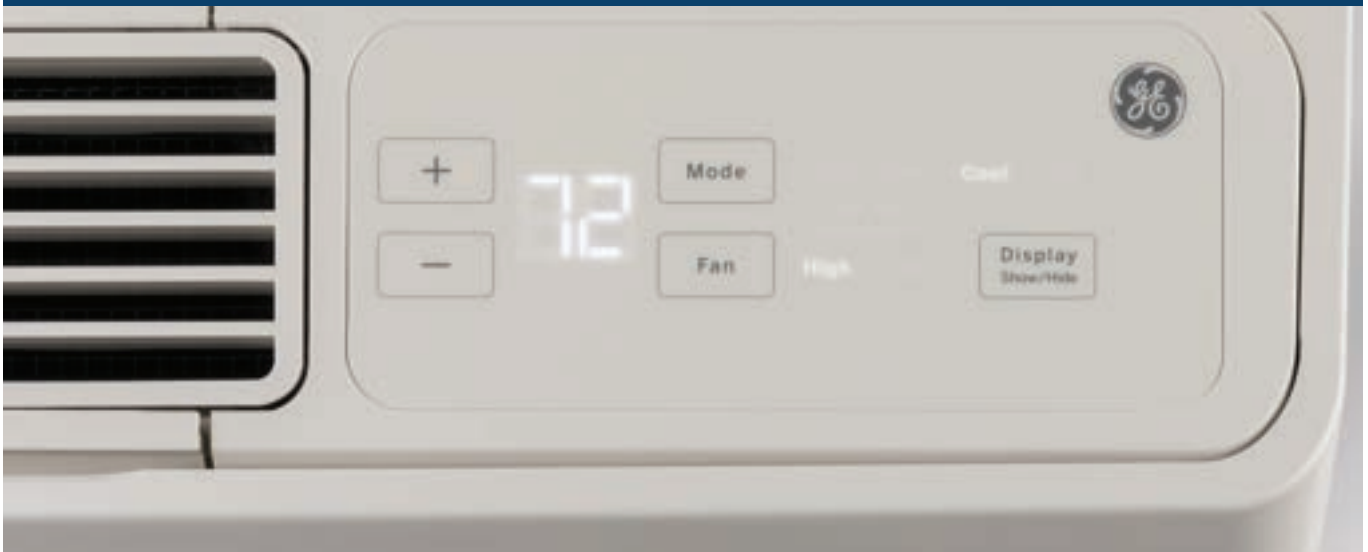 GE
+
72
Mode
Cool
−
Fan
High
Display
Show/Hide